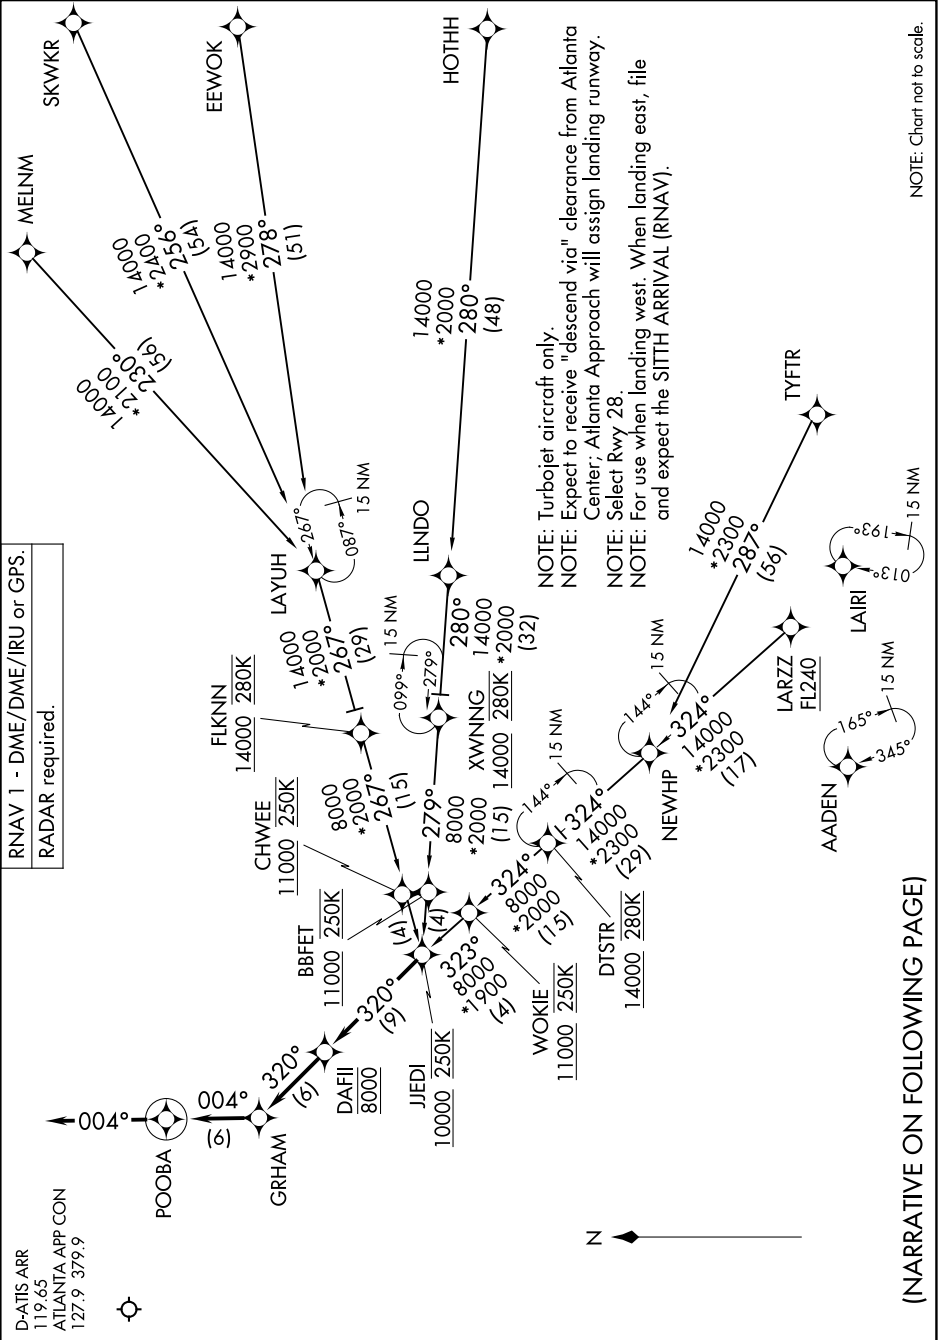 D-ATIS ARR
119.65
ATLANTA APP CON
127.9 379.9
RNAV 1 - DME/DME/IRU or GPS.
RADAR required.
MELNM
SKWKR
EEWOK
HOTHH
14000
*2100
230°
(56)
14000
*2400
256°
(54)
14000
*2900
278°
(51)
14000
*2000
280°
(48)
LAYUH
267°
087°
15 NM
14000
*2000
267°
(29)
FLKNN
14000 280K
8000
*2000
267°
(15)
CHWEE
11000 250K
(4)
LLNDO
280°
14000
*2000
(32)
15 NM
099°
279°
XWNNG
14000 280K
279°
8000
*2000
(15)
BBFET
11000 250K
(4)
POOBA
004°
004°
(6)
GRHAM
320°
(6)
DAFII
8000
320°
(9)
JJEDI
10000 250K
323°
8000
*1900
(4)
WOKIE
11000 250K
324°
8000
*2000
(15)
DTSTR
14000 280K
144°
15 NM
324°
14000
*2300
(29)
NEWHP
144°
15 NM
324°
14000
*2300
(17)
LARZZ
FL240
14000
*2300
287°
(56)
TYFTR
LAIRI
013°
193°
15 NM
AADEN
165°
345°
15 NM
NOTE: Turbojet aircraft only.
NOTE: Expect to receive "descend via" clearance from Atlanta
Center; Atlanta Approach will assign landing runway.
NOTE: Select Rwy 28.
NOTE: For use when landing west. When landing east, file
and expect the SITTH ARRIVAL (RNAV).
N
(NARRATIVE ON FOLLOWING PAGE)
NOTE: Chart not to scale.